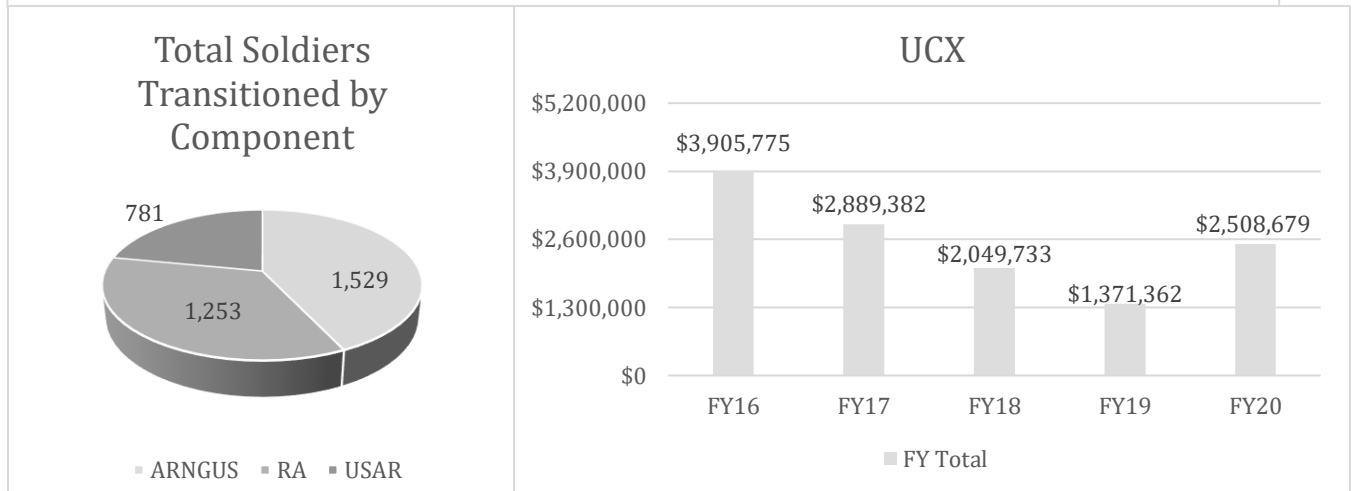 Total Soldiers
Transitioned by
Component
781
1,529
1,253
ARNGUS RA USAR
UCX
$5,200,000
$3,900,000
$2,600,000
$1,300,000
$0
$3,905,775
$2,889,382
$2,049,733
$1,371,362
$2,508,679
FY16 FY17 FY18 FY19 FY20
FY Total